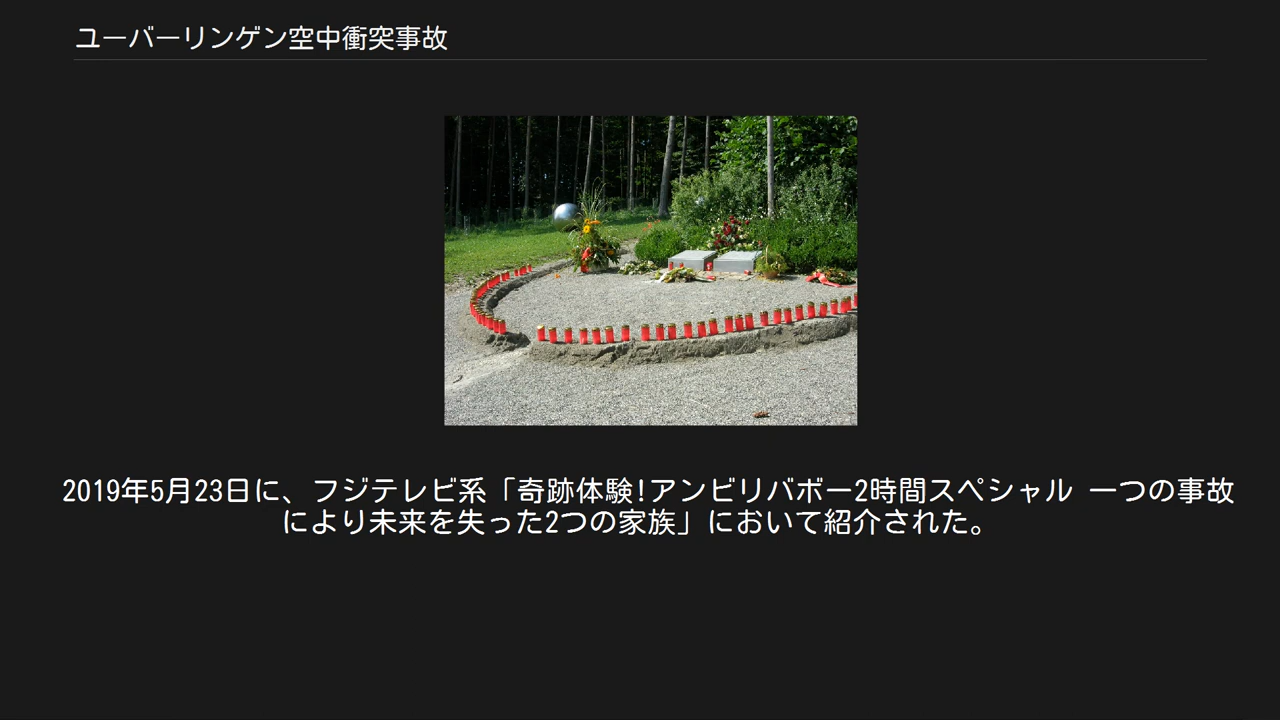 ユーバーリンゲン空中衝突事故
2019年5月23日に、フジテレビ系「奇跡体験!アンビリバボー2時間スペシャル 一つの事故
により未来を失った2つの家族」において紹介された。